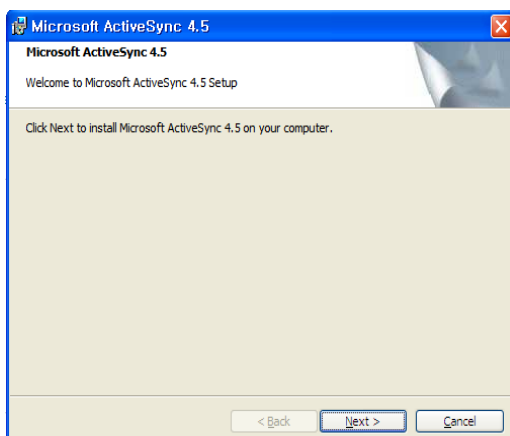 Microsoft ActiveSync 4.5
Microsoft ActiveSync 4.5
Welcome to Microsoft ActiveSync 4.5 Setup
Click Next to install Microsoft ActiveSync 4.5 on your computer.
< Back Next > Cancel